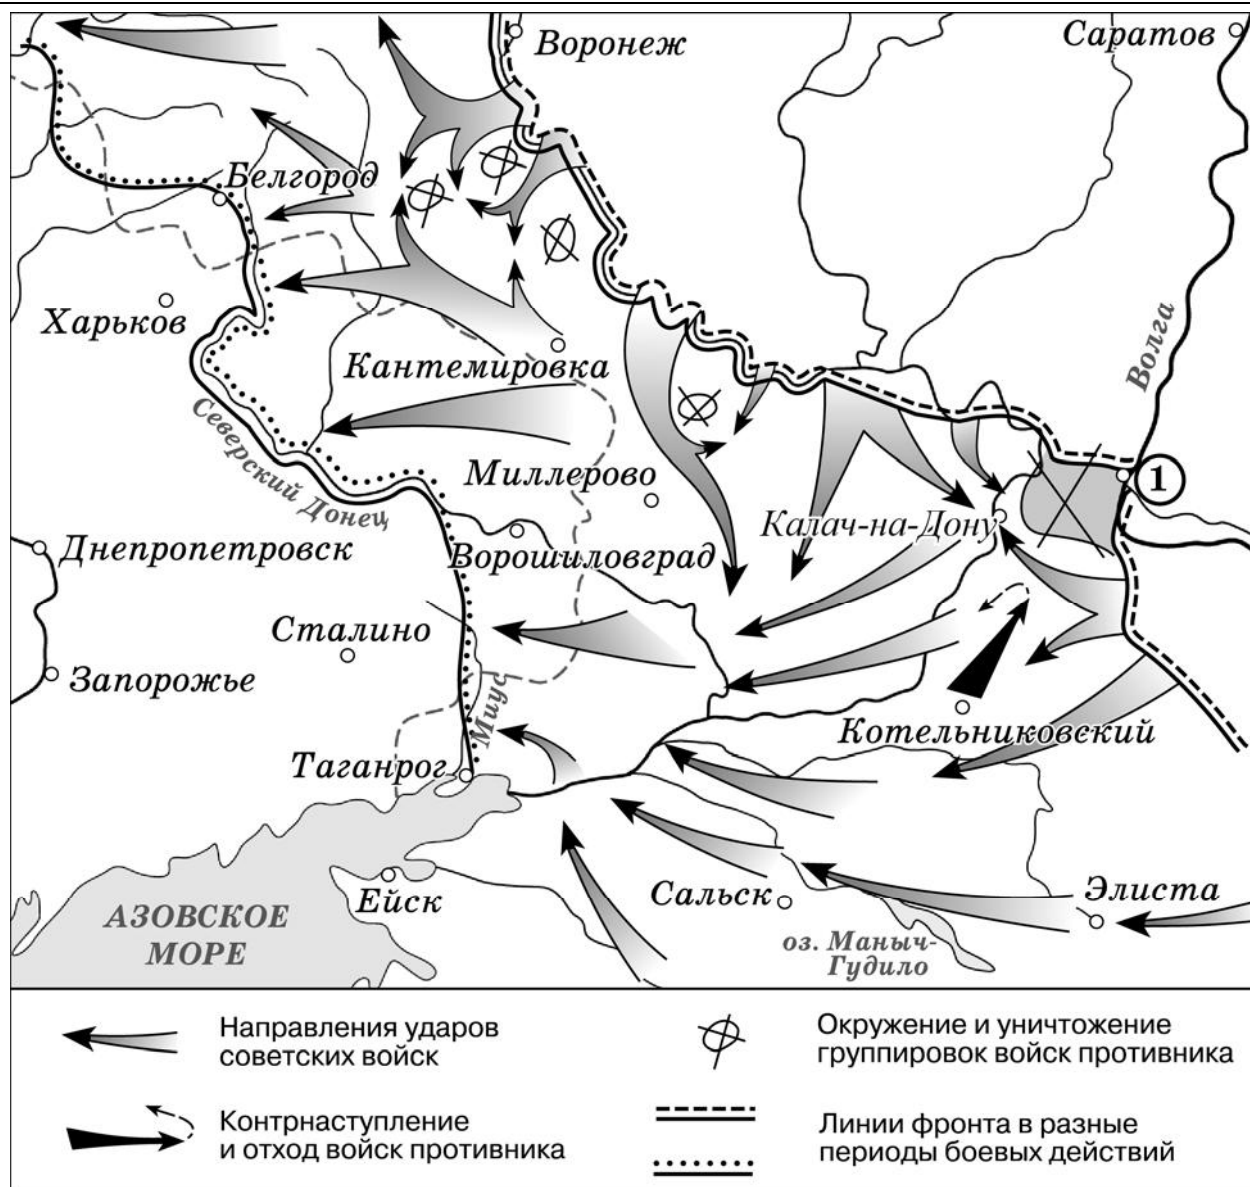 Воронеж
Саратов
Белгород
Харьков
Кантемировка
Волга
Северский Донец
Миллерово
1
Калач-на-Дону
Днепропетровск
Ворошиловград
Сталино
Запорожье
Миус
Котельниковский
Таганрог
Ейск
Сальск
Элиста
АЗОВСКОЕ
МОРЕ
оз. Маныч-
Гудило
Направления ударов
советских войск
Окружение и уничтожение
группировок войск противника
Контрнаступление
и отход войск противника
Линии фронта в разные
периоды боевых действий